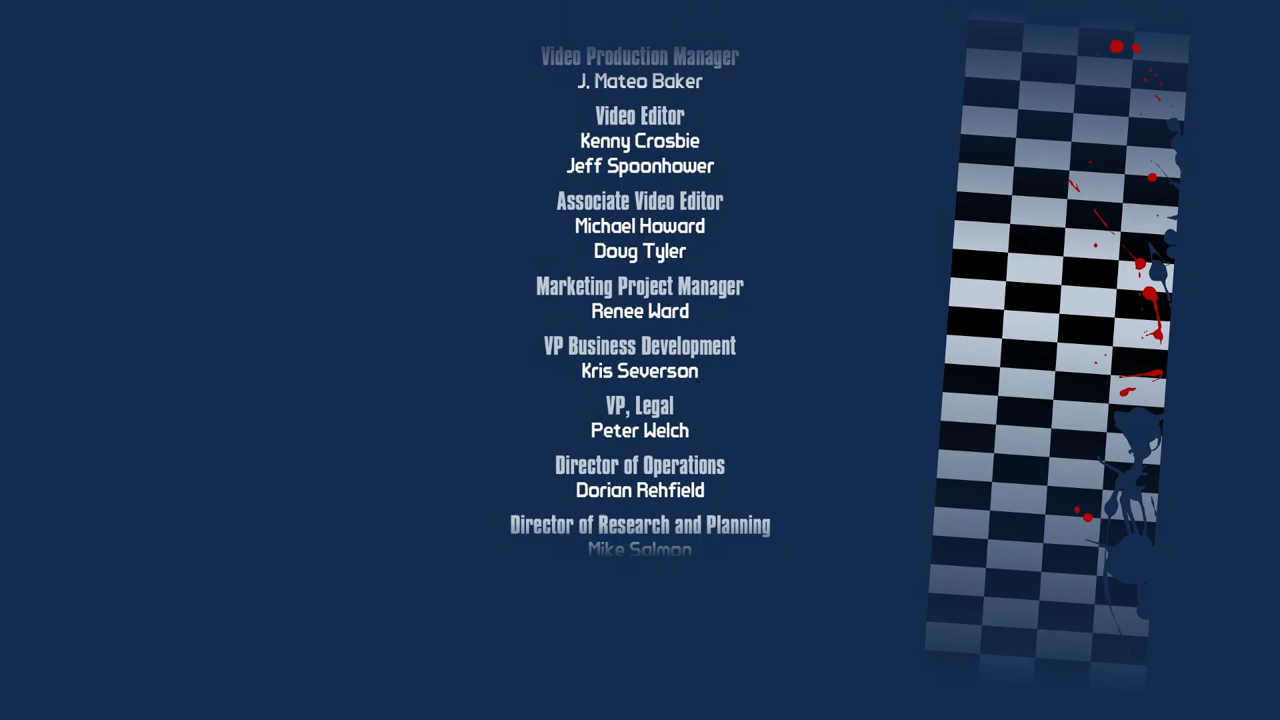 Video Production Manager
J. Mateo Baker
Video Editor
Kenny Crosbie
Jeff Spoonhower
Associate Video Editor
Michael Howard
Doug Tyler
Marketing Project Manager
Renee Ward
VP Business Development
Kris Severson
VP, Legal
Peter Welch
Director of Operations
Dorian Rehfield
Director of Research and Planning
Mike Salmon